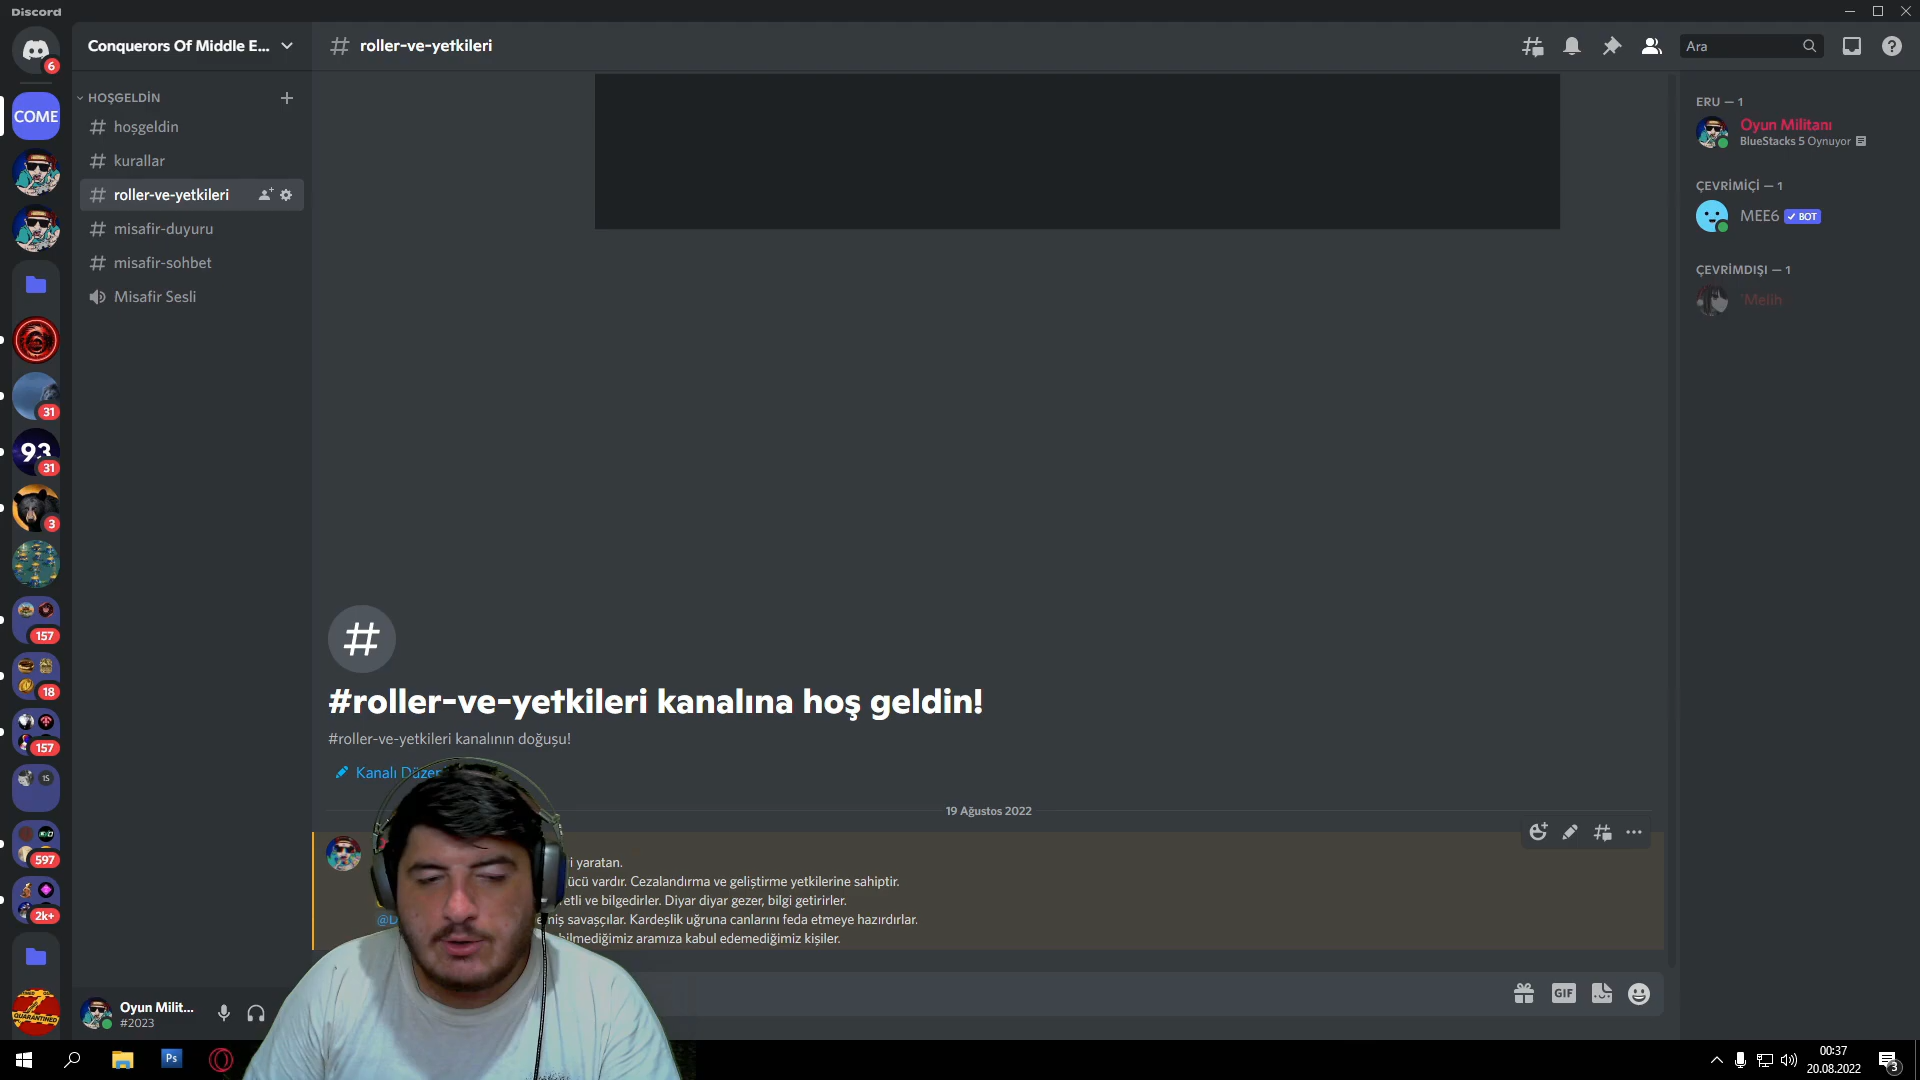 Discord
Conquerors Of Middle E...
# roller-ve-yetkileri
Ara
6
HOŞGELDİN
hoşgeldin
kurallar
roller-ve-yetkileri
misafir-duyuru
misafir-sohbet
Misafir Sesli
COME
31
93
31
3
157
18
157
1S
597
2k+
QUARANTINED
ERU — 1
Oyun Militanı
BlueStacks 5 Oynuyor
ÇEVRİMİÇİ — 1
MEE6 ✓ BOT
ÇEVRİMDIŞI — 1
'Melih
#roller-ve-yetkileri kanalına hoş geldin!
#roller-ve-yetkileri kanalının doğuşu!
Kanalı Düzen
19 Ağustos 2022
i yaratan.
ücü vardır. Cezalandırma ve geliştirme yetkilerine sahiptir.
etli ve bilgedirler. Diyar diyar gezer, bilgi getirirler.
@D miş savaşçılar. Kardeşlik uğruna canlarını feda etmeye hazırdırlar.
bilmediğimiz aramıza kabul edemediğimiz kişiler.
GIF
Oyun Milit...
#2023
Ps
00:37
20.08.2022
3